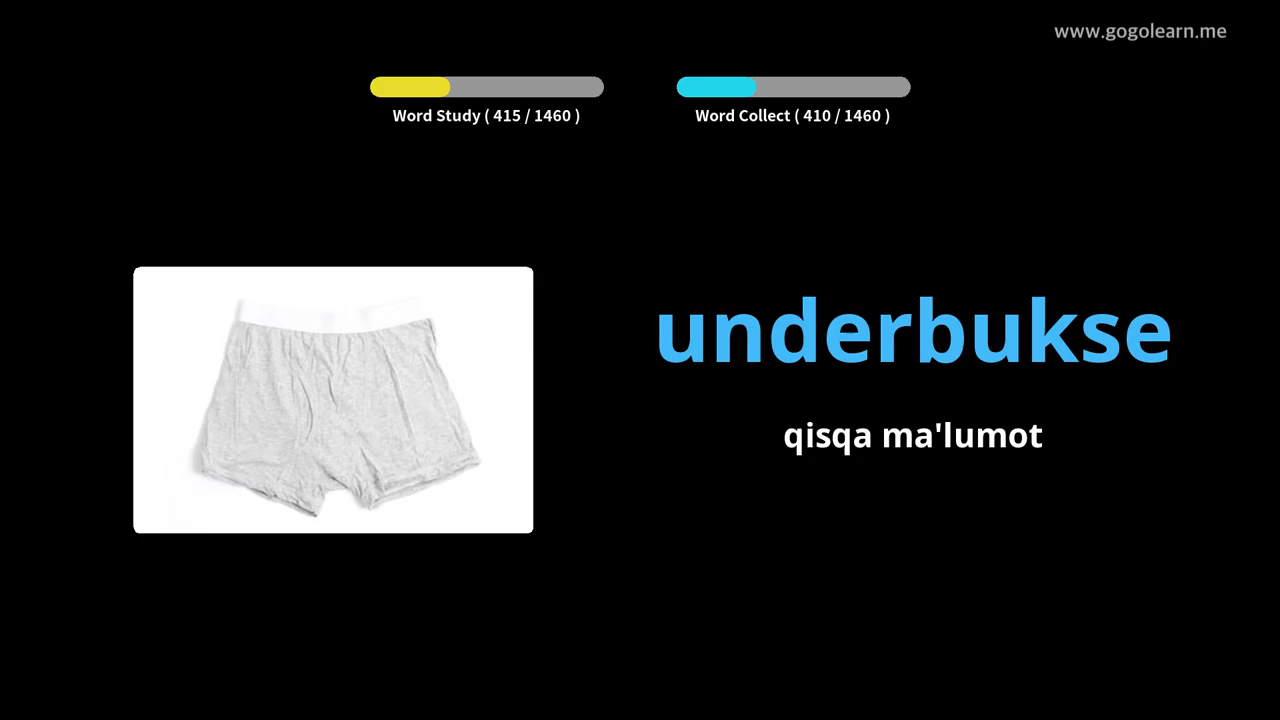 www.gogolearn.me
Word Study ( 415 / 1460 )
Word Collect ( 410 / 1460 )
underbukse
qisqa ma'lumot